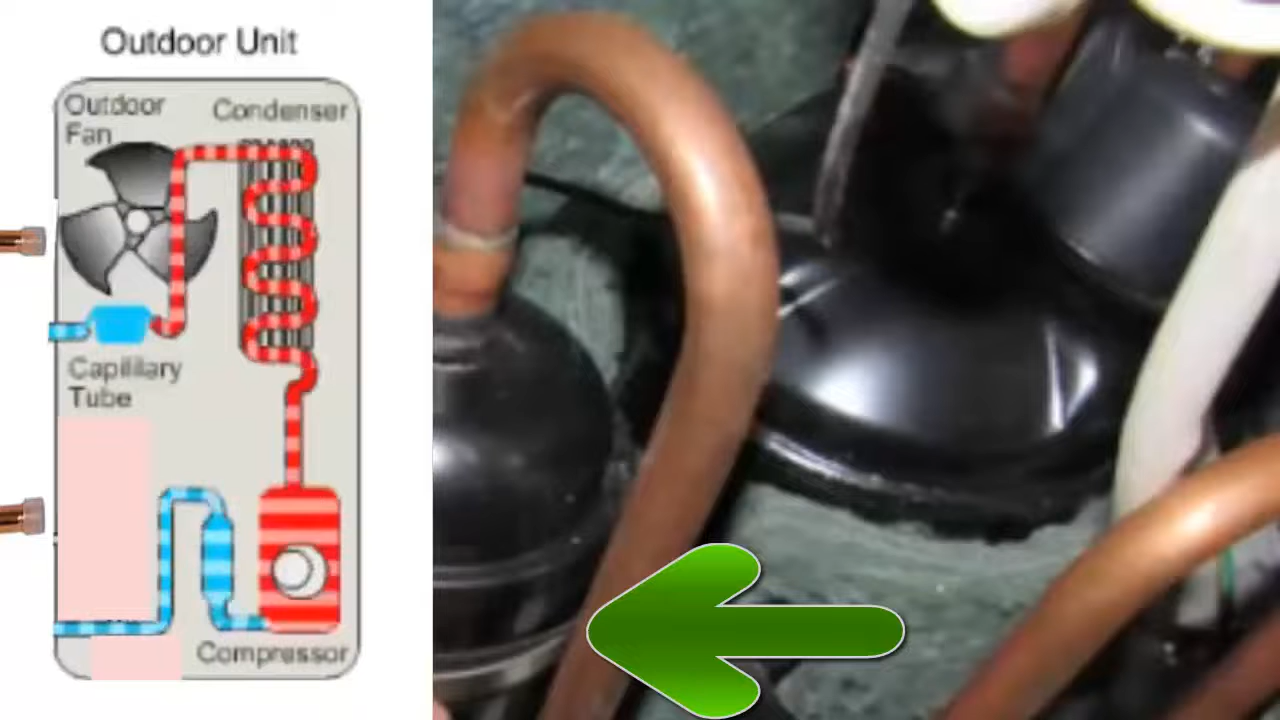 Outdoor Unit
Outdoor
Fan
Condenser
Capillary
Tube
Compressor